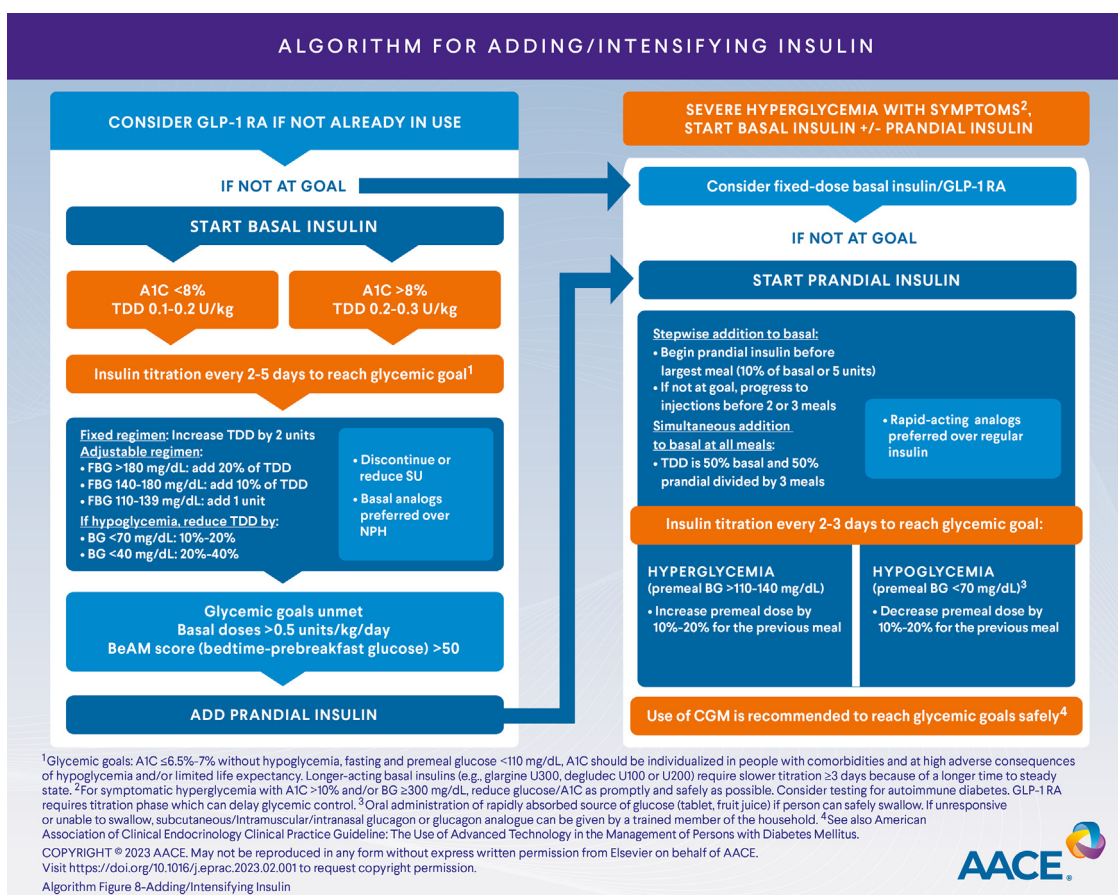 ALGORITHM FOR ADDING/INTENSIFYING INSULIN
CONSIDER GLP-1 RA IF NOT ALREADY IN USE
IF NOT AT GOAL
START BASAL INSULIN
A1C <8%
TDD 0.1-0.2 U/kg
A1C >8%
TDD 0.2-0.3 U/kg
Insulin titration every 2-5 days to reach glycemic goal¹
Fixed regimen: Increase TDD by 2 units
Adjustable regimen:
• FBG >180 mg/dL: add 20% of TDD
• FBG 140-180 mg/dL: add 10% of TDD
• FBG 110-139 mg/dL: add 1 unit
If hypoglycemia, reduce TDD by:
• BG <70 mg/dL: 10%-20%
• BG <40 mg/dL: 20%-40%
• Discontinue or
reduce SU
• Basal analogs
preferred over
NPH
Glycemic goals unmet
Basal doses >0.5 units/kg/day
BeAM score (bedtime-prebreakfast glucose) >50
ADD PRANDIAL INSULIN
SEVERE HYPERGLYCEMIA WITH SYMPTOMS²,
START BASAL INSULIN +/- PRANDIAL INSULIN
Consider fixed-dose basal insulin/GLP-1 RA
IF NOT AT GOAL
START PRANDIAL INSULIN
Stepwise addition to basal:
• Begin prandial insulin before
largest meal (10% of basal or 5 units)
• If not at goal, progress to
injections before 2 or 3 meals
Simultaneous addition
to basal at all meals:
• TDD is 50% basal and 50%
prandial divided by 3 meals
• Rapid-acting analogs
preferred over regular
insulin
Insulin titration every 2-3 days to reach glycemic goal:
HYPERGLYCEMIA
(premeal BG >110-140 mg/dL)
• Increase premeal dose by
10%-20% for the previous meal
HYPOGLYCEMIA
(premeal BG <70 mg/dL)³
• Decrease premeal dose by
10%-20% for the previous meal
Use of CGM is recommended to reach glycemic goals safely⁴
¹Glycemic goals: A1C ≤6.5%-7% without hypoglycemia, fasting and premeal glucose <110 mg/dL, A1C should be individualized in people with comorbidities and at high adverse consequences
of hypoglycemia and/or limited life expectancy. Longer-acting basal insulins (e.g., glargine U300, degludec U100 or U200) require slower titration ≥3 days because of a longer time to steady
state. ²For symptomatic hyperglycemia with A1C >10% and/or BG ≥300 mg/dL, reduce glucose/A1C as promptly and safely as possible. Consider testing for autoimmune diabetes. GLP-1 RA
requires titration phase which can delay glycemic control. ³Oral administration of rapidly absorbed source of glucose (tablet, fruit juice) if person can safely swallow. If unresponsive
or unable to swallow, subcutaneous/Intramuscular/intranasal glucagon or glucagon analogue can be given by a trained member of the household. ⁴See also American
Association of Clinical Endocrinology Clinical Practice Guideline: The Use of Advanced Technology in the Management of Persons with Diabetes Mellitus.
COPYRIGHT © 2023 AACE. May not be reproduced in any form without express written permission from Elsevier on behalf of AACE.
Visit https://doi.org/10.1016/j.eprac.2023.02.001 to request copyright permission.
Algorithm Figure 8-Adding/Intensifying Insulin
AACE®